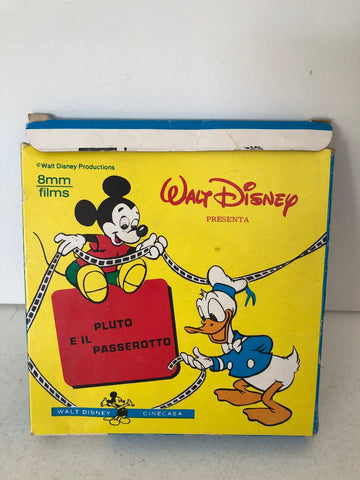 ©Walt Disney Productions
8mm
films
WALT DISNEY
PRESENTA
PLUTO
E IL
PASSEROTTO
WALT DISNEY CINECASA